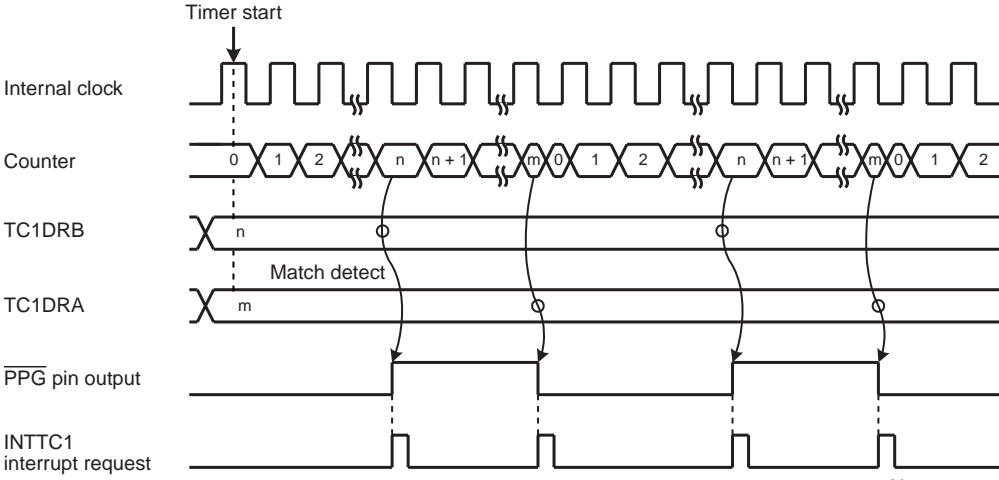 Timer start
Internal clock
Counter
0 1 2 n n + 1 m 0 1 2 n n + 1 m 0 1 2
TC1DRB
n
Match detect
TC1DRA
m
PPG pin output
INTTC1
interrupt request